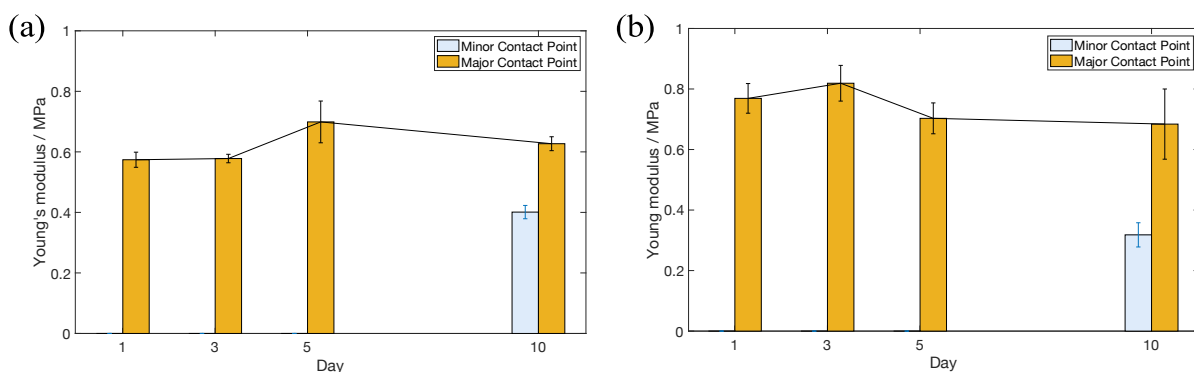 (a)
1
0.8
0.6
0.4
0.2
0
Young's modulus / MPa
Minor Contact Point
Major Contact Point
1
3
5
10
Day
(b)
1
0.8
0.6
0.4
0.2
0
Young modulus / MPa
Minor Contact Point
Major Contact Point
1
3
5
10
Day